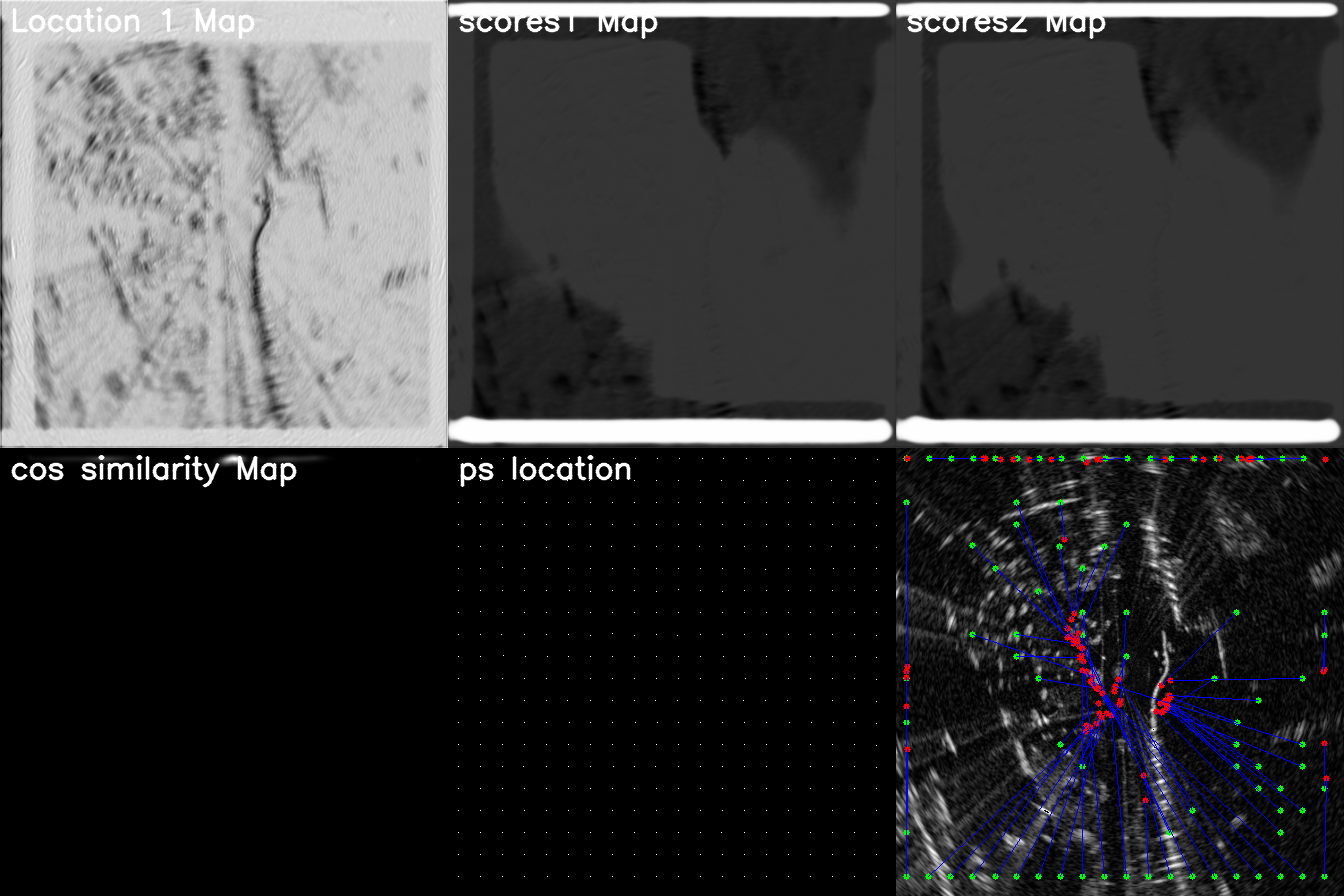 Location 1 Map
scores1 Map
scores2 Map
cos similarity Map
ps location